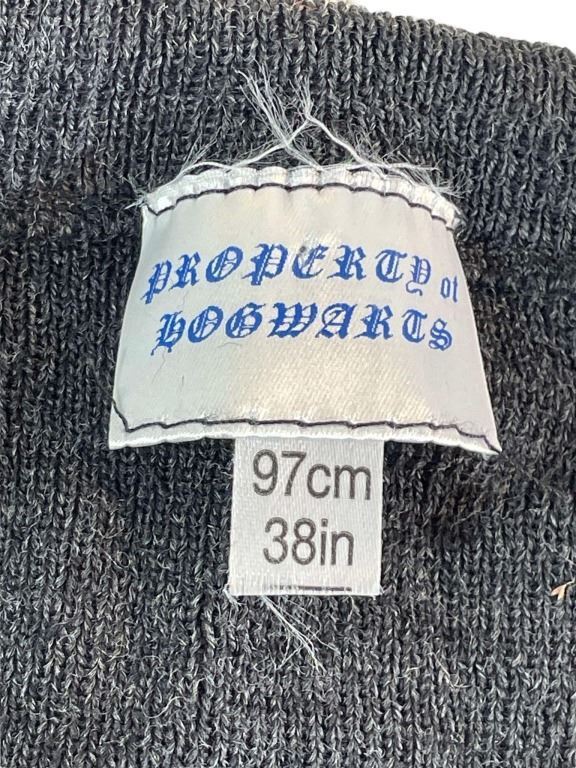 PROPERTY of
HOGWARTS
97cm
38in